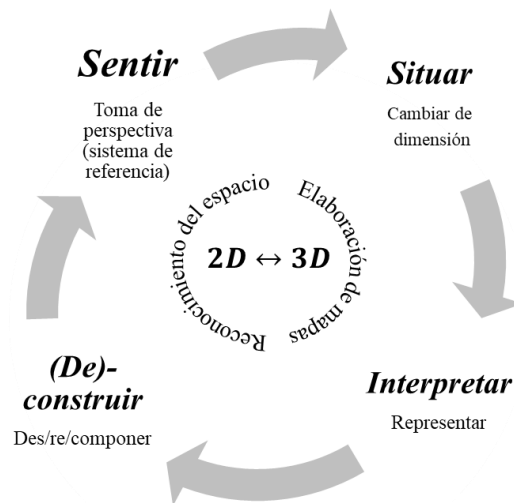 Sentir
Toma de
perspectiva
(sistema de
referencia)
Situar
Cambiar de
dimensión
Interpretar
Representar
(De)-
construir
Des/re/componer
Reconocimiento del espacio
Elaboración de mapas
2D ↔ 3D